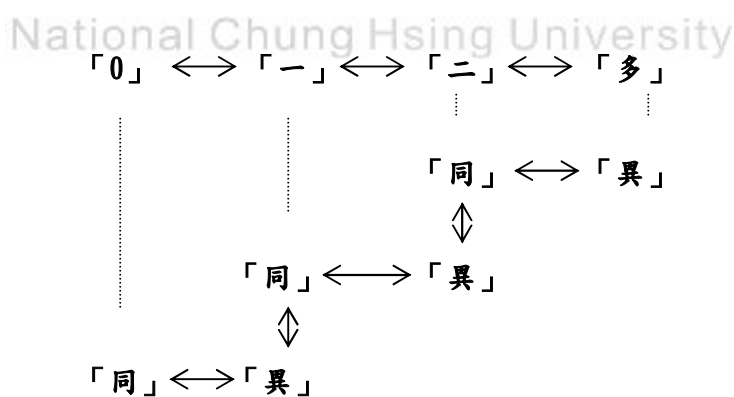 National Chung Hsing University
「0」 ⟷ 「一」 ⟷ 「二」 ⟷ 「多」
「同」 ⟷ 「異」
「同」 ⟷ 「異」
「同」 ⟷ 「異」